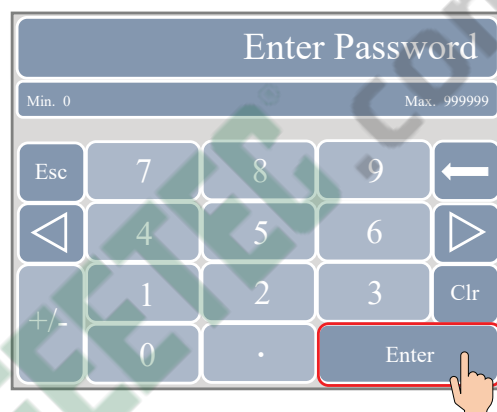 Enter Password
Min. 0 Max. 999999
Esc 7 8 9
4 5 6
1 2 3 Clr
+/-
0 . Enter